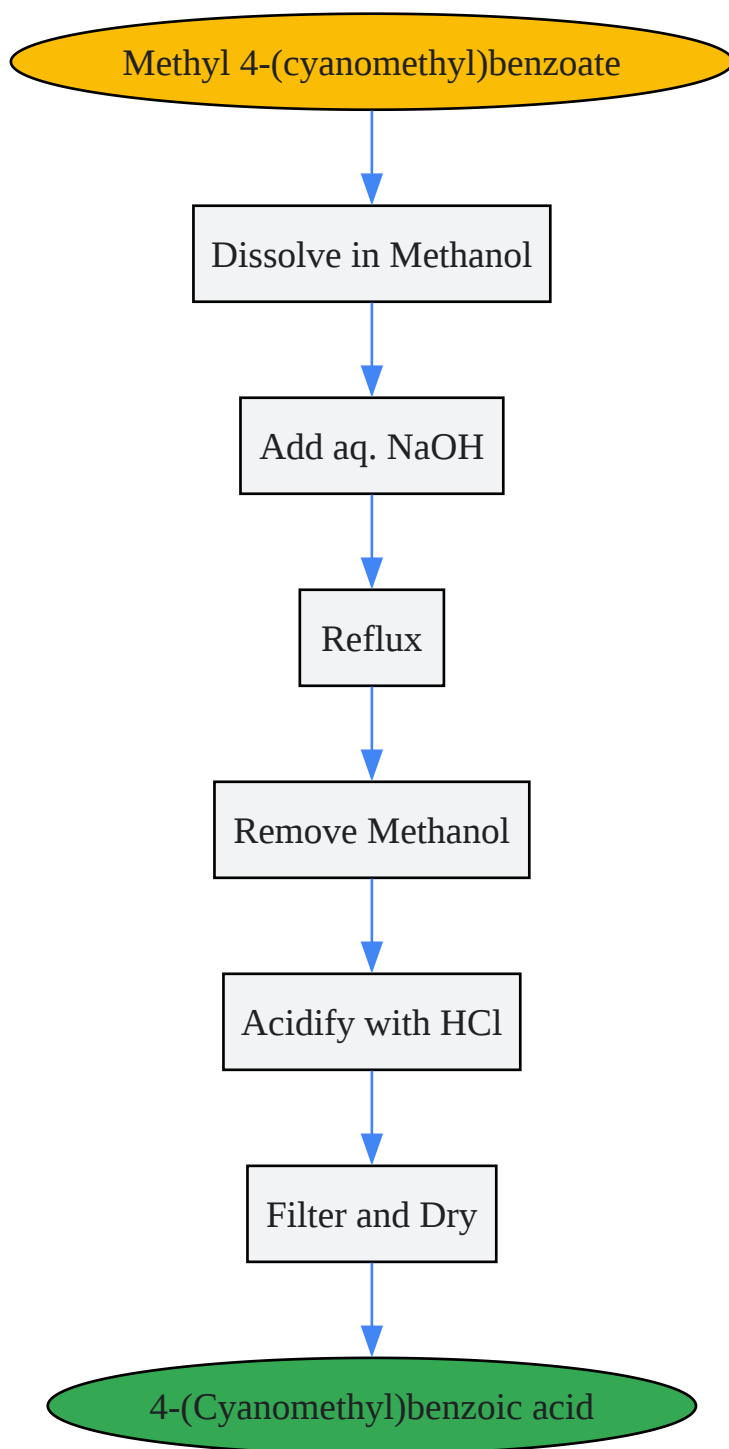 Methyl 4-(cyanomethyl)benzoate
Dissolve in Methanol
Add aq. NaOH
Reflux
Remove Methanol
Acidify with HCl
Filter and Dry
4-(Cyanomethyl)benzoic acid